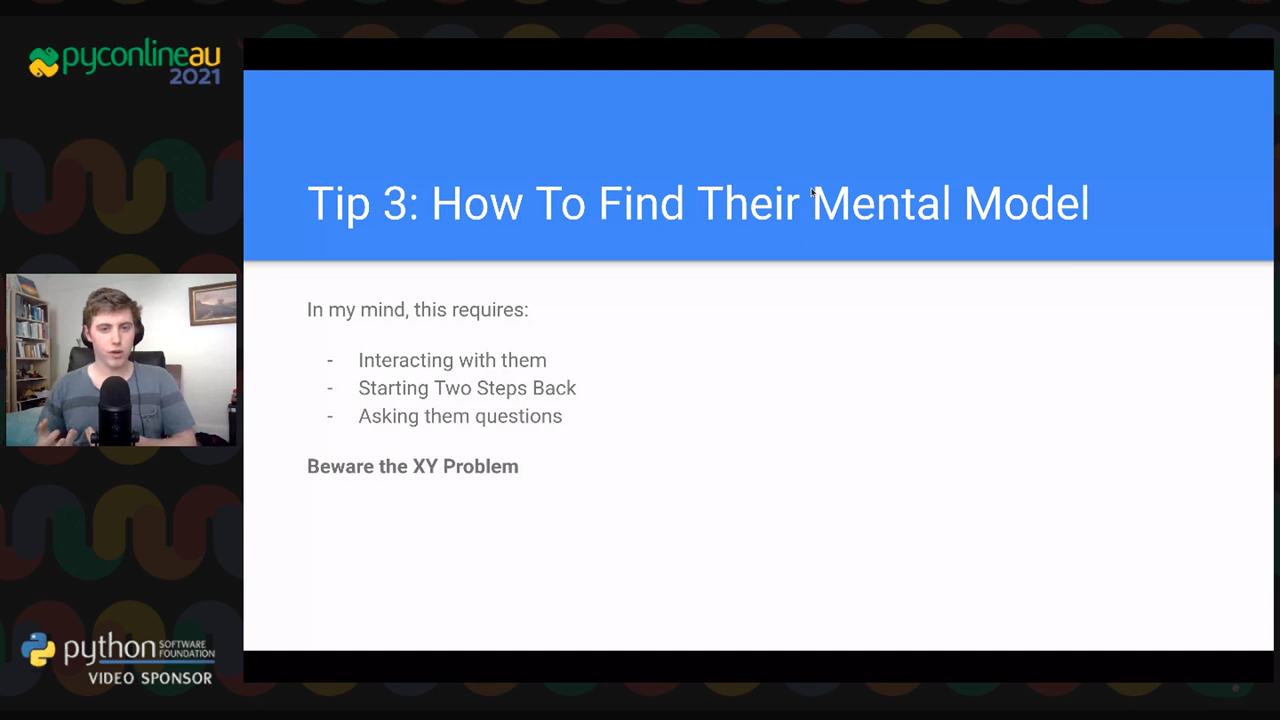 pyconlineau
2021
Tip 3: How To Find Their Mental Model
In my mind, this requires:
- Interacting with them
- Starting Two Steps Back
- Asking them questions
Beware the XY Problem
python SOFTWARE FOUNDATION
VIDEO SPONSOR